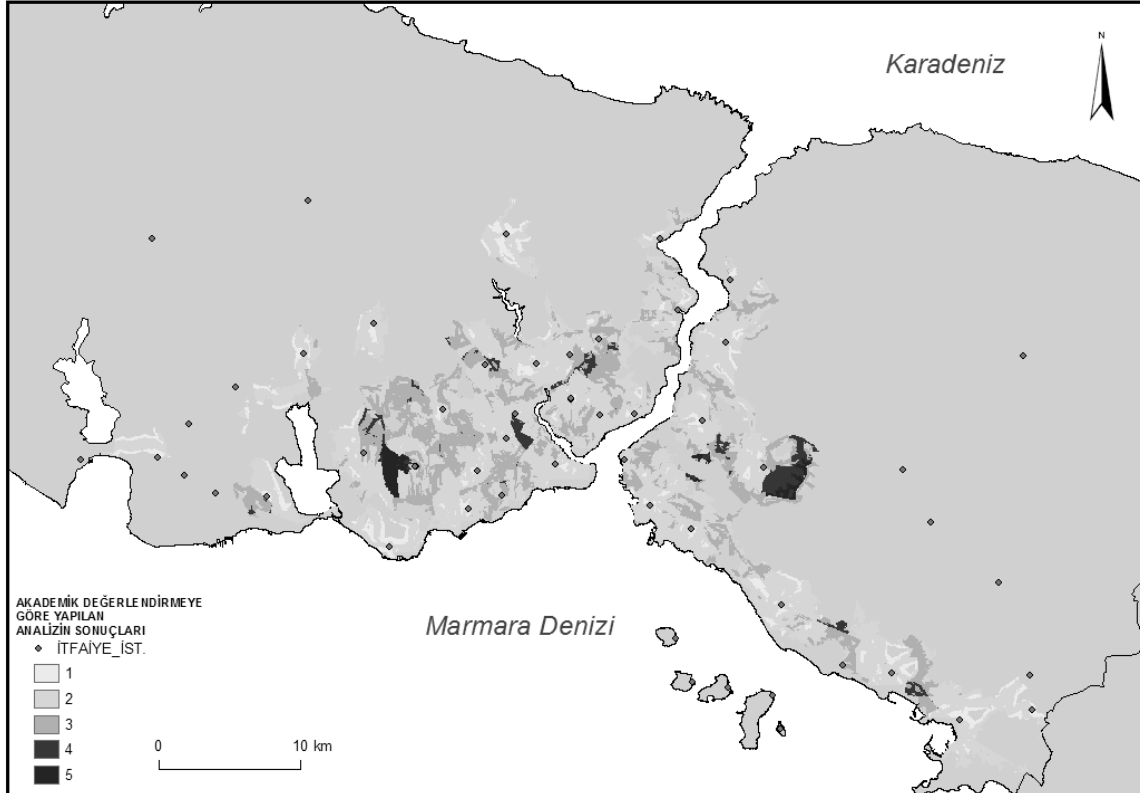 Karadeniz
N
Marmara Denizi
AKADEMİK DEĞERLENDİRMEYE
GÖRE YAPILAN
ANALİZİN SONUÇLARI
İTFAİYE_İST.
1
2
3
4
5
0 10 km